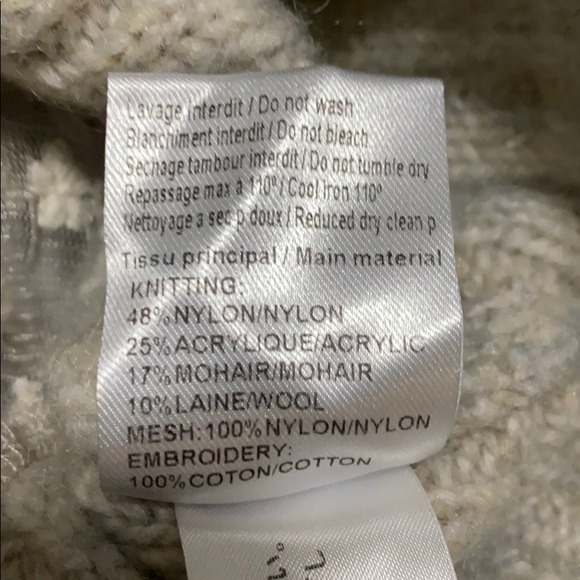 Lavage interdit / Do not wash
Blanchiment interdit / Do not bleach
Sechage tambour interdit / Do not tumble dry
Repassage max a 110° / Cool iron 110°
Nettoyage a sec p doux / Reduced dry clean p
Tissu principal / Main material
KNITTING:
48%NYLON/NYLON
25%ACRYLIQUE/ACRYLIC
17%MOHAIR/MOHAIR
10%LAINE/WOOL
MESH:100%NYLON/NYLON
EMBROIDERY:
100%COTON/COTTON